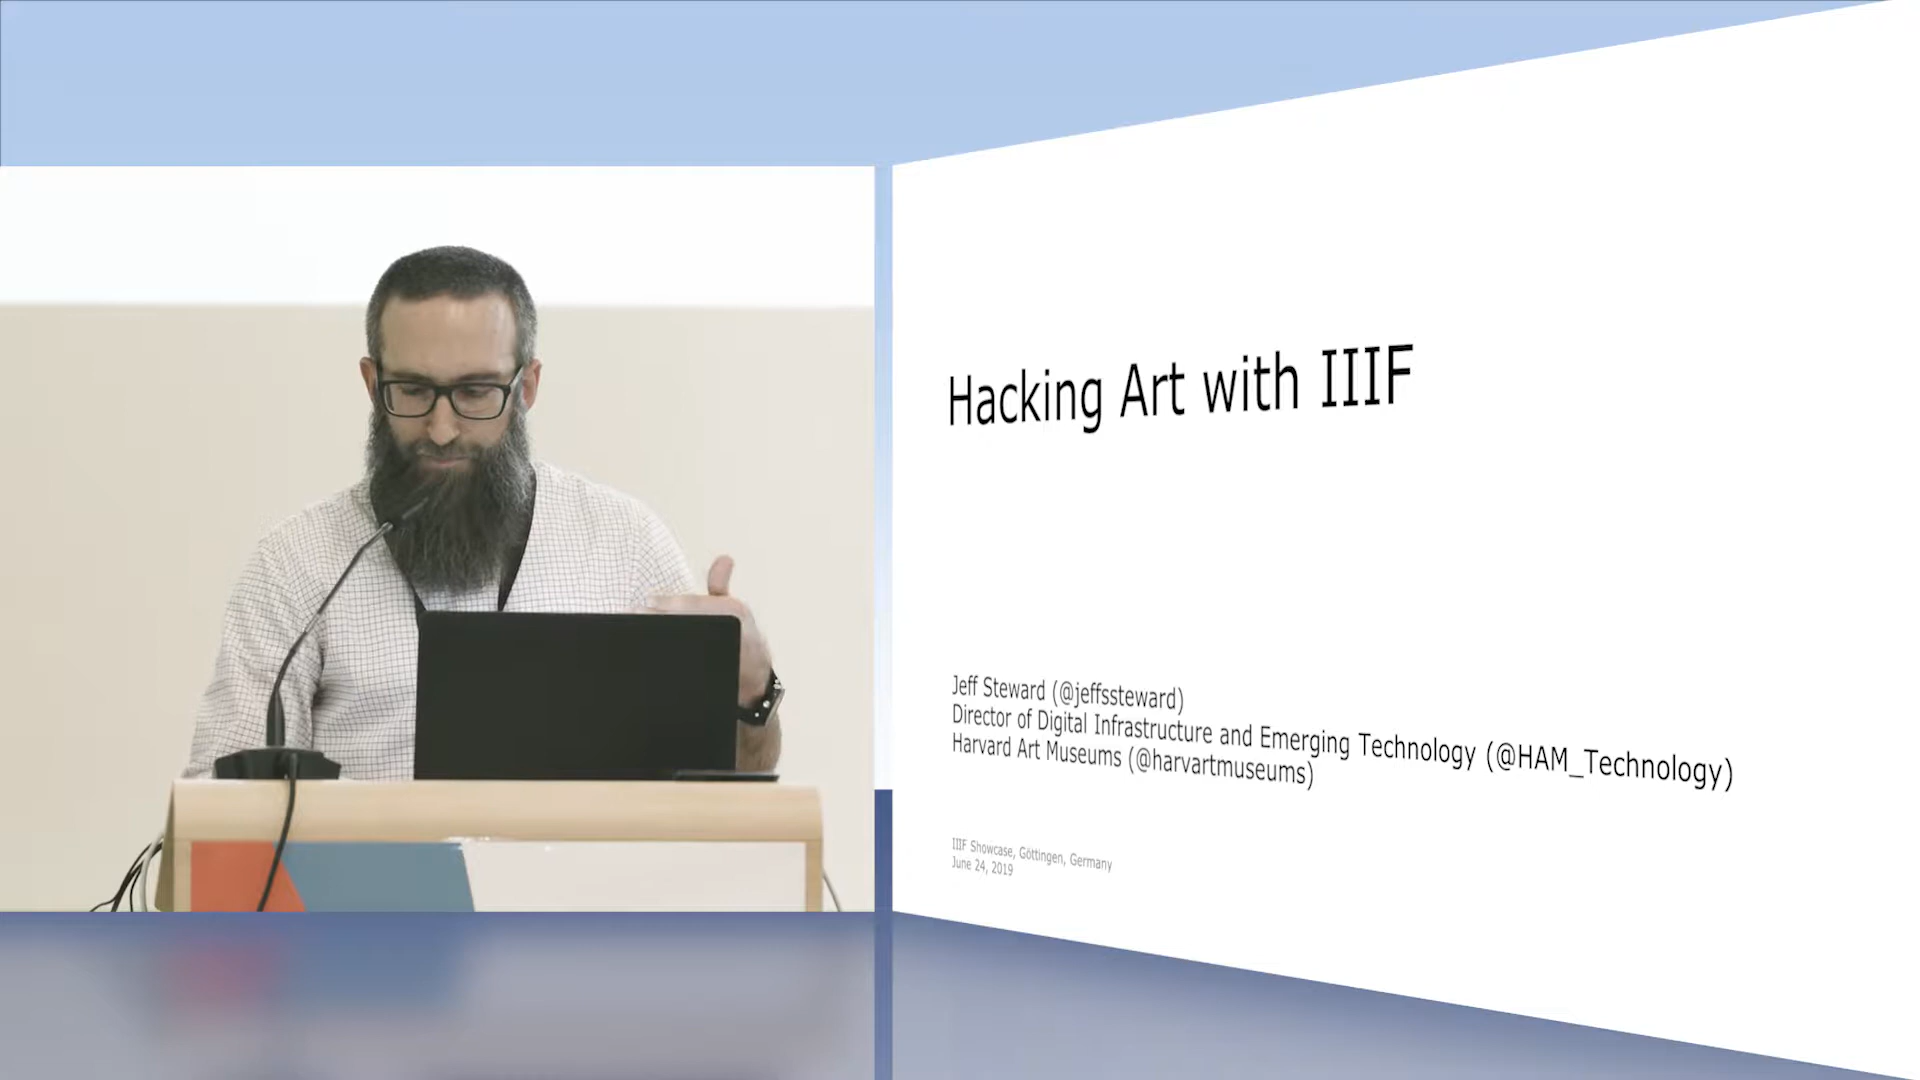 Hacking Art with IIIF
Jeff Steward (@jeffssteward)
Director of Digital Infrastructure and Emerging Technology (@HAM_Technology)
Harvard Art Museums (@harvartmuseums)
IIIF Showcase, Göttingen, Germany
June 24, 2019